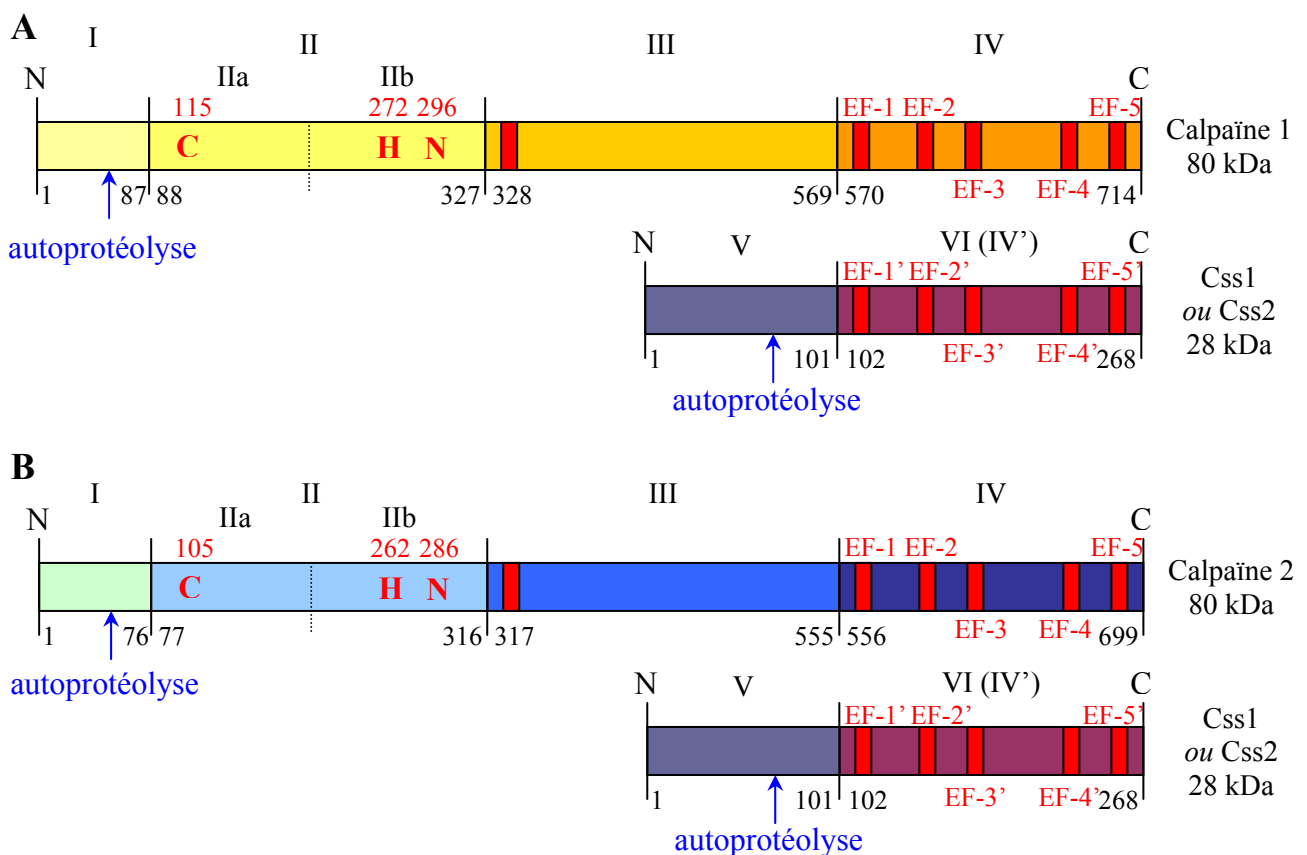 A
I II III IV
N IIa IIb C
115 272 296 EF-1 EF-2 EF-5
C H N
Calpaïne 1
80 kDa
1 87 88 327 328 569 570 EF-3 EF-4 714
autoprotéolyse
N V VI (IV’) C
EF-1’ EF-2’ EF-5’
Css1
ou Css2
28 kDa
1 101 102 EF-3’ EF-4’ 268
autoprotéolyse
B
I II III IV
N IIa IIb C
105 262 286 EF-1 EF-2 EF-5
C H N
Calpaïne 2
80 kDa
1 76 77 316 317 555 556 EF-3 EF-4 699
autoprotéolyse
N V VI (IV’) C
EF-1’ EF-2’ EF-5’
Css1
ou Css2
28 kDa
1 101 102 EF-3’ EF-4’ 268
autoprotéolyse